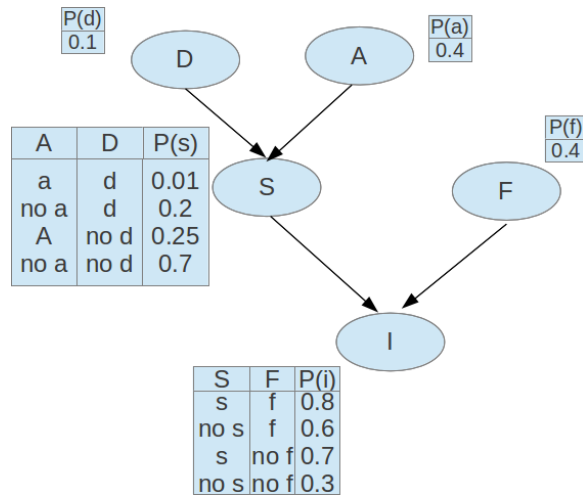 P(d)
0.1
D
A
P(a)
0.4
P(f)
0.4
A D P(s)
a d 0.01
no a d 0.2
A no d 0.25
no a no d 0.7
S
F
I
S F P(i)
s f 0.8
no s f 0.6
s no f 0.7
no s no f 0.3